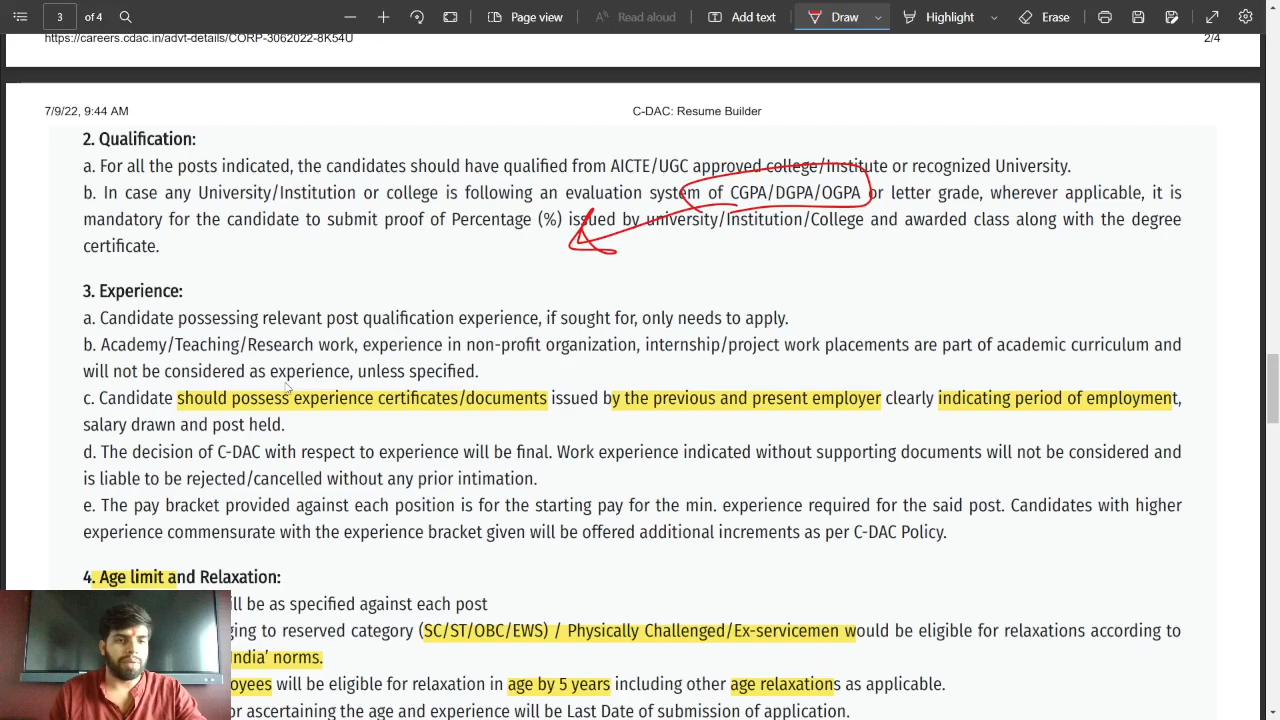 3 of 4 Page view Read aloud Add text Draw Highlight Erase
https://careers.cdac.in/advt-details/CORP-3062022-8K54U 2/4
7/9/22, 9:44 AM C-DAC: Resume Builder
2. Qualification:
a. For all the posts indicated, the candidates should have qualified from AICTE/UGC approved college/Institute or recognized University.
b. In case any University/Institution or college is following an evaluation system of CGPA/DGPA/OGPA or letter grade, wherever applicable, it is
mandatory for the candidate to submit proof of Percentage (%) issued by university/Institution/College and awarded class along with the degree
certificate.
3. Experience:
a. Candidate possessing relevant post qualification experience, if sought for, only needs to apply.
b. Academy/Teaching/Research work, experience in non-profit organization, internship/project work placements are part of academic curriculum and
will not be considered as experience, unless specified.
c. Candidate should possess experience certificates/documents issued by the previous and present employer clearly indicating period of employment,
salary drawn and post held.
d. The decision of C-DAC with respect to experience will be final. Work experience indicated without supporting documents will not be considered and
is liable to be rejected/cancelled without any prior intimation.
e. The pay bracket provided against each position is for the starting pay for the min. experience required for the said post. Candidates with higher
experience commensurate with the experience bracket given will be offered additional increments as per C-DAC Policy.
4. Age limit and Relaxation:
ill be as specified against each post
ging to reserved category (SC/ST/OBC/EWS) / Physically Challenged/Ex-servicemen would be eligible for relaxations according to
India' norms.
oyees will be eligible for relaxation in age by 5 years including other age relaxations as applicable.
or ascertaining the age and experience will be Last Date of submission of application.